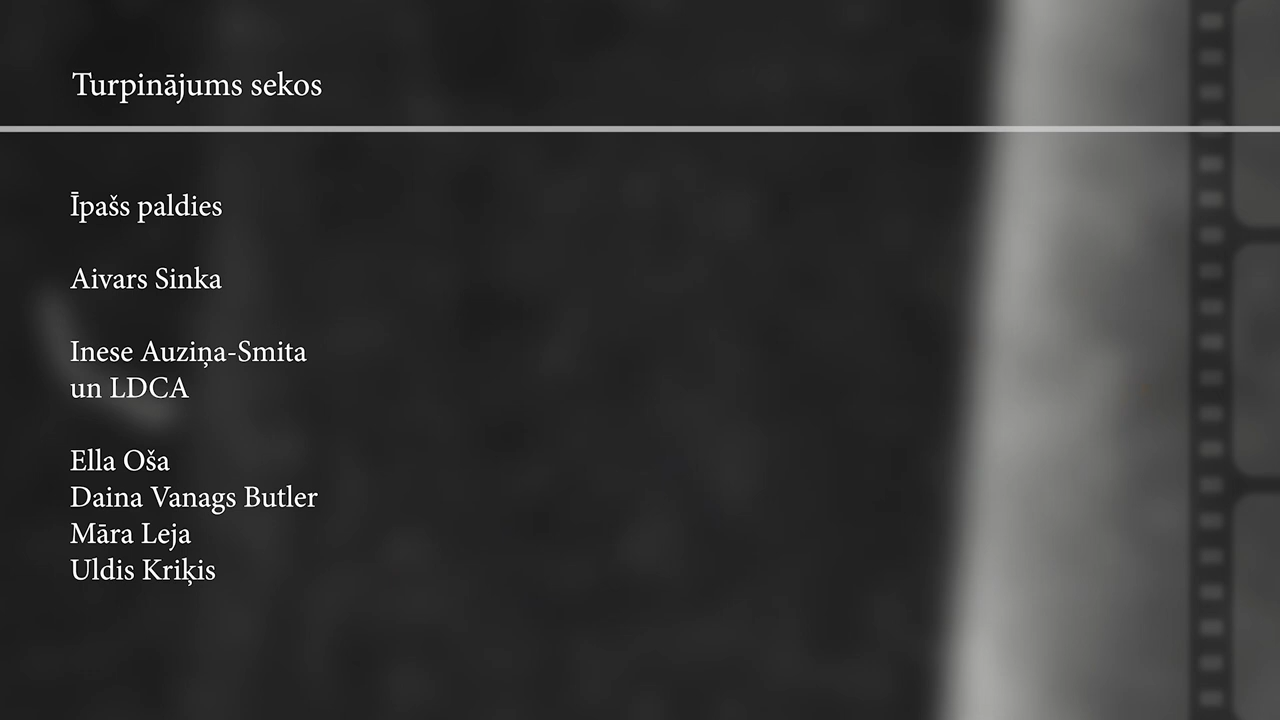 Turpinājums sekos
Īpašs paldies
Aivars Sinka
Inese Auziņa-Smita
un LDCA
Ella Oša
Daina Vanags Butler
Māra Leja
Uldis Kriķis